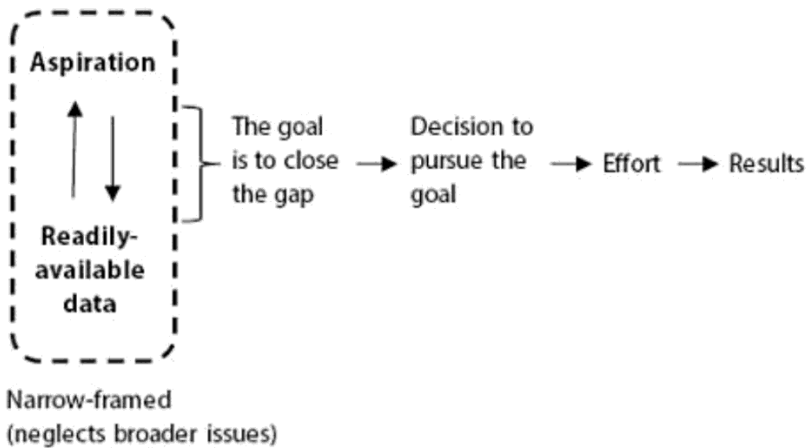 Aspiration
Readily-
available
data
The goal
is to close
the gap
Decision to
pursue the
goal
Effort
Results
Narrow-framed
(neglects broader issues)